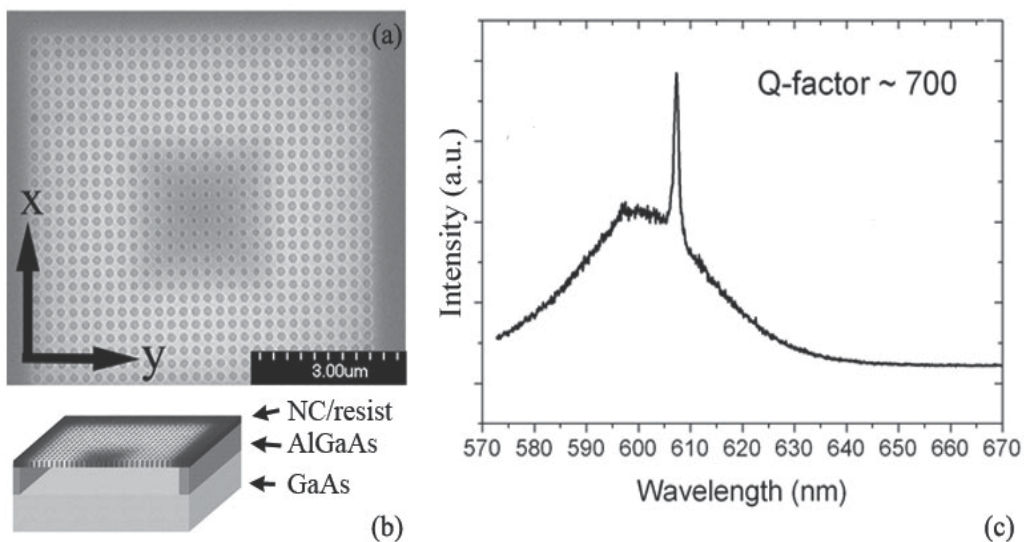 (a)
x
y
3.00um
NC/resist
AlGaAs
GaAs
(b)
Q-factor ~ 700
Intensity (a.u.)
570 580 590 600 610 620 630 640 650 660 670
Wavelength (nm)
(c)